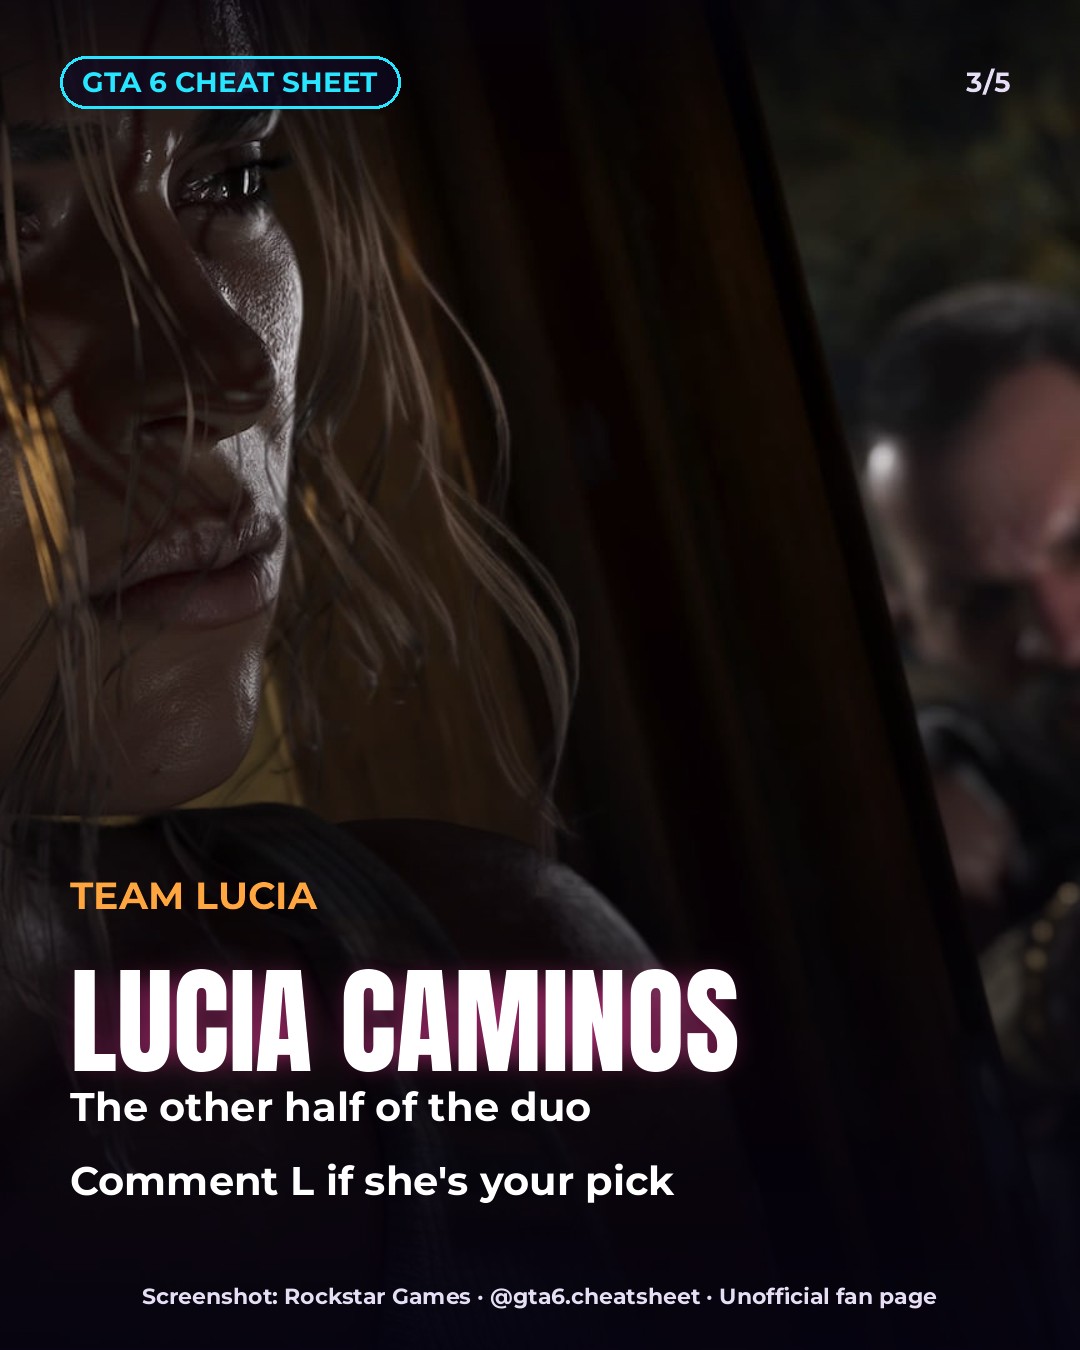 GTA 6 CHEAT SHEET
3/5
TEAM LUCIA
LUCIA CAMINOS
The other half of the duo
Comment L if she's your pick
Screenshot: Rockstar Games · @gta6.cheatsheet · Unofficial fan page